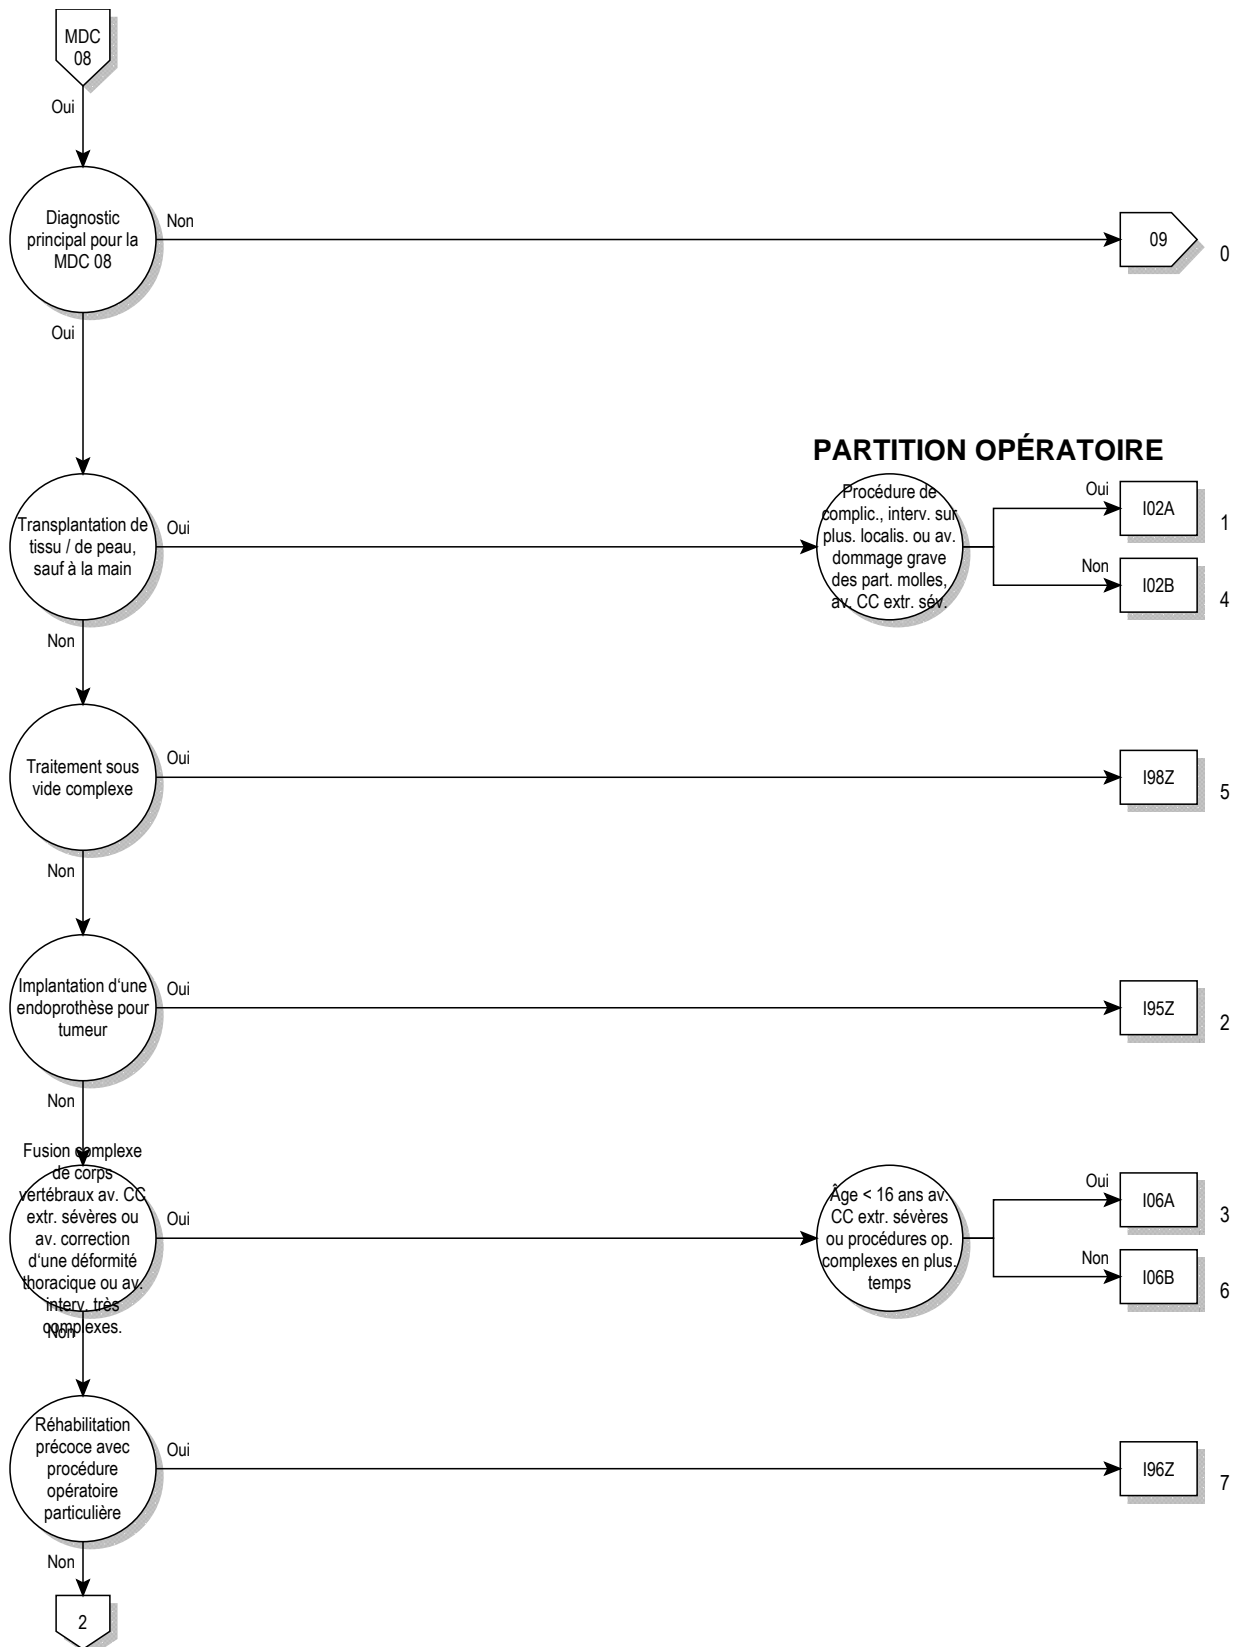 MDC
08
Oui
Diagnostic
principal pour la
MDC 08
Non
09
0
Oui
PARTITION OPÉRATOIRE
Transplantation de
tissu / de peau,
sauf à la main
Oui
Procédure de
complic., interv. sur
plus. localis. ou av.
dommage grave
des part. molles,
av. CC extr. sév.
Oui
I02A
1
Non
I02B
4
Non
Traitement sous
vide complexe
Oui
I98Z
5
Non
Implantation d‘une
endoprothèse pour
tumeur
Oui
I95Z
2
Non
Fusion complexe
de corps
vertébraux av. CC
extr. sévères ou
av. correction
d‘une déformité
thoracique ou av.
interv. très
complexes.
Oui
Âge < 16 ans av.
CC extr. sévères
ou procédures op.
complexes en plus.
temps
Oui
I06A
3
Non
I06B
6
Non
Réhabilitation
précoce avec
procédure
opératoire
particulière
Oui
I96Z
7
Non
2